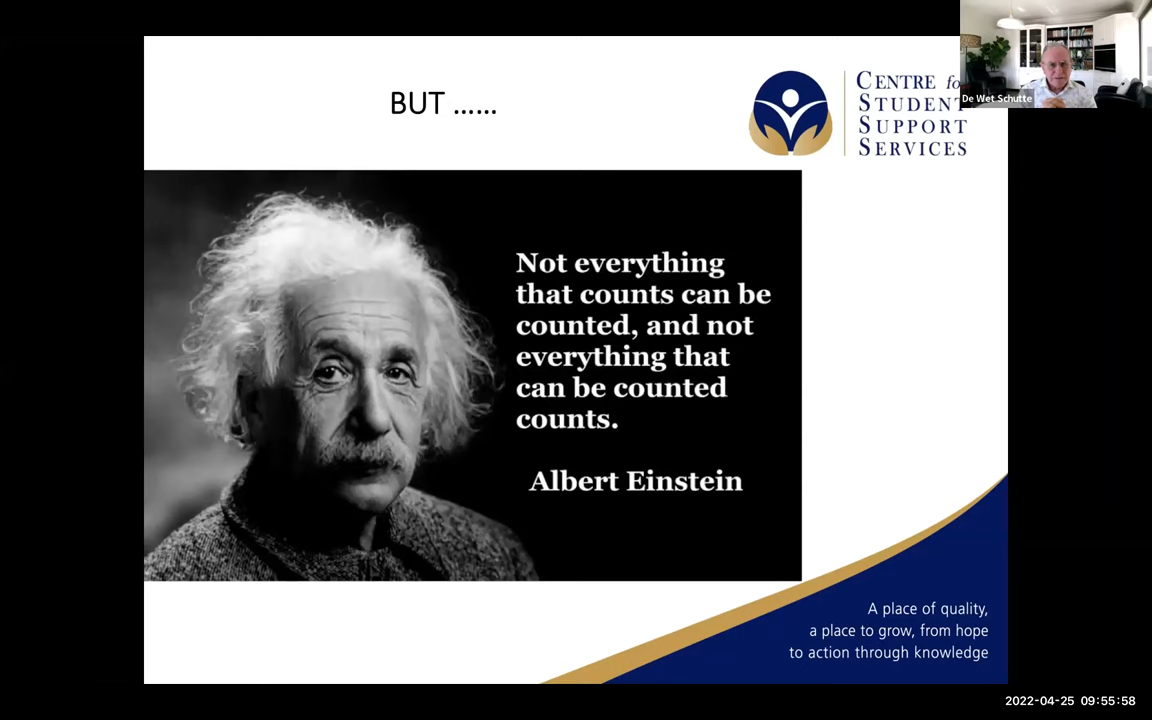 BUT ......
CENTRE for
STUDENT
SUPPORT
SERVICES
De Wet Schutte
Not everything
that counts can be
counted, and not
everything that
can be counted
counts.
Albert Einstein
A place of quality,
a place to grow, from hope
to action through knowledge
2022-04-25 09:55:58